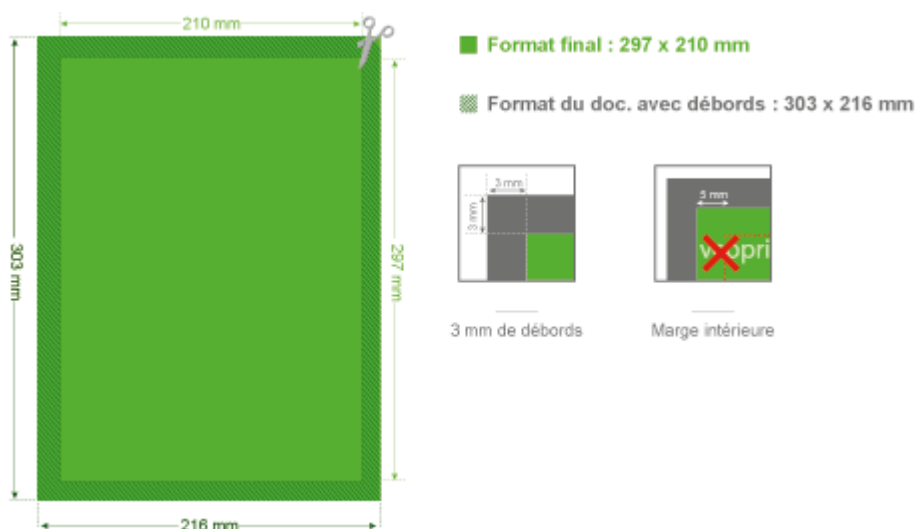 210 mm
Format final : 297 x 210 mm
Format du doc. avec débords : 303 x 216 mm
3 mm
3 mm
5 mm
303 mm
297 mm
3 mm de débords
Marge intérieure
216 mm